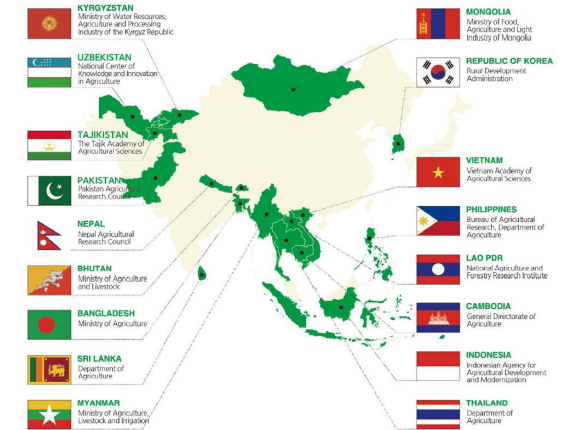 KYRGYZSTAN
Ministry of Water Resources,
Agriculture and Processing
Industry of the Kyrgyz Republic
UZBEKISTAN
National Center of
Knowledge and Innovation
in Agriculture
TAJIKISTAN
The Tajik Academy of
Agricultural Sciences
PAKISTAN
Pakistan Agricultural
Research Council
NEPAL
Nepal Agricultural
Research Council
BHUTAN
Ministry of Agriculture
and Livestock
BANGLADESH
Ministry of Agriculture
SRI LANKA
Department of
Agriculture
MYANMAR
Ministry of Agriculture,
Livestock and Irrigation
MONGOLIA
Ministry of Food,
Agriculture and Light
Industry of Mongolia
REPUBLIC OF KOREA
Rural Development
Administration
VIETNAM
Vietnam Academy of
Agricultural Sciences
PHILIPPINES
Bureau of Agricultural
Research, Department of
Agriculture
LAO PDR
National Agriculture and
Forestry Research Institute
CAMBODIA
General Directorate of
Agriculture
INDONESIA
Indonesian Agency for
Agricultural Development
and Modernization
THAILAND
Department of
Agriculture